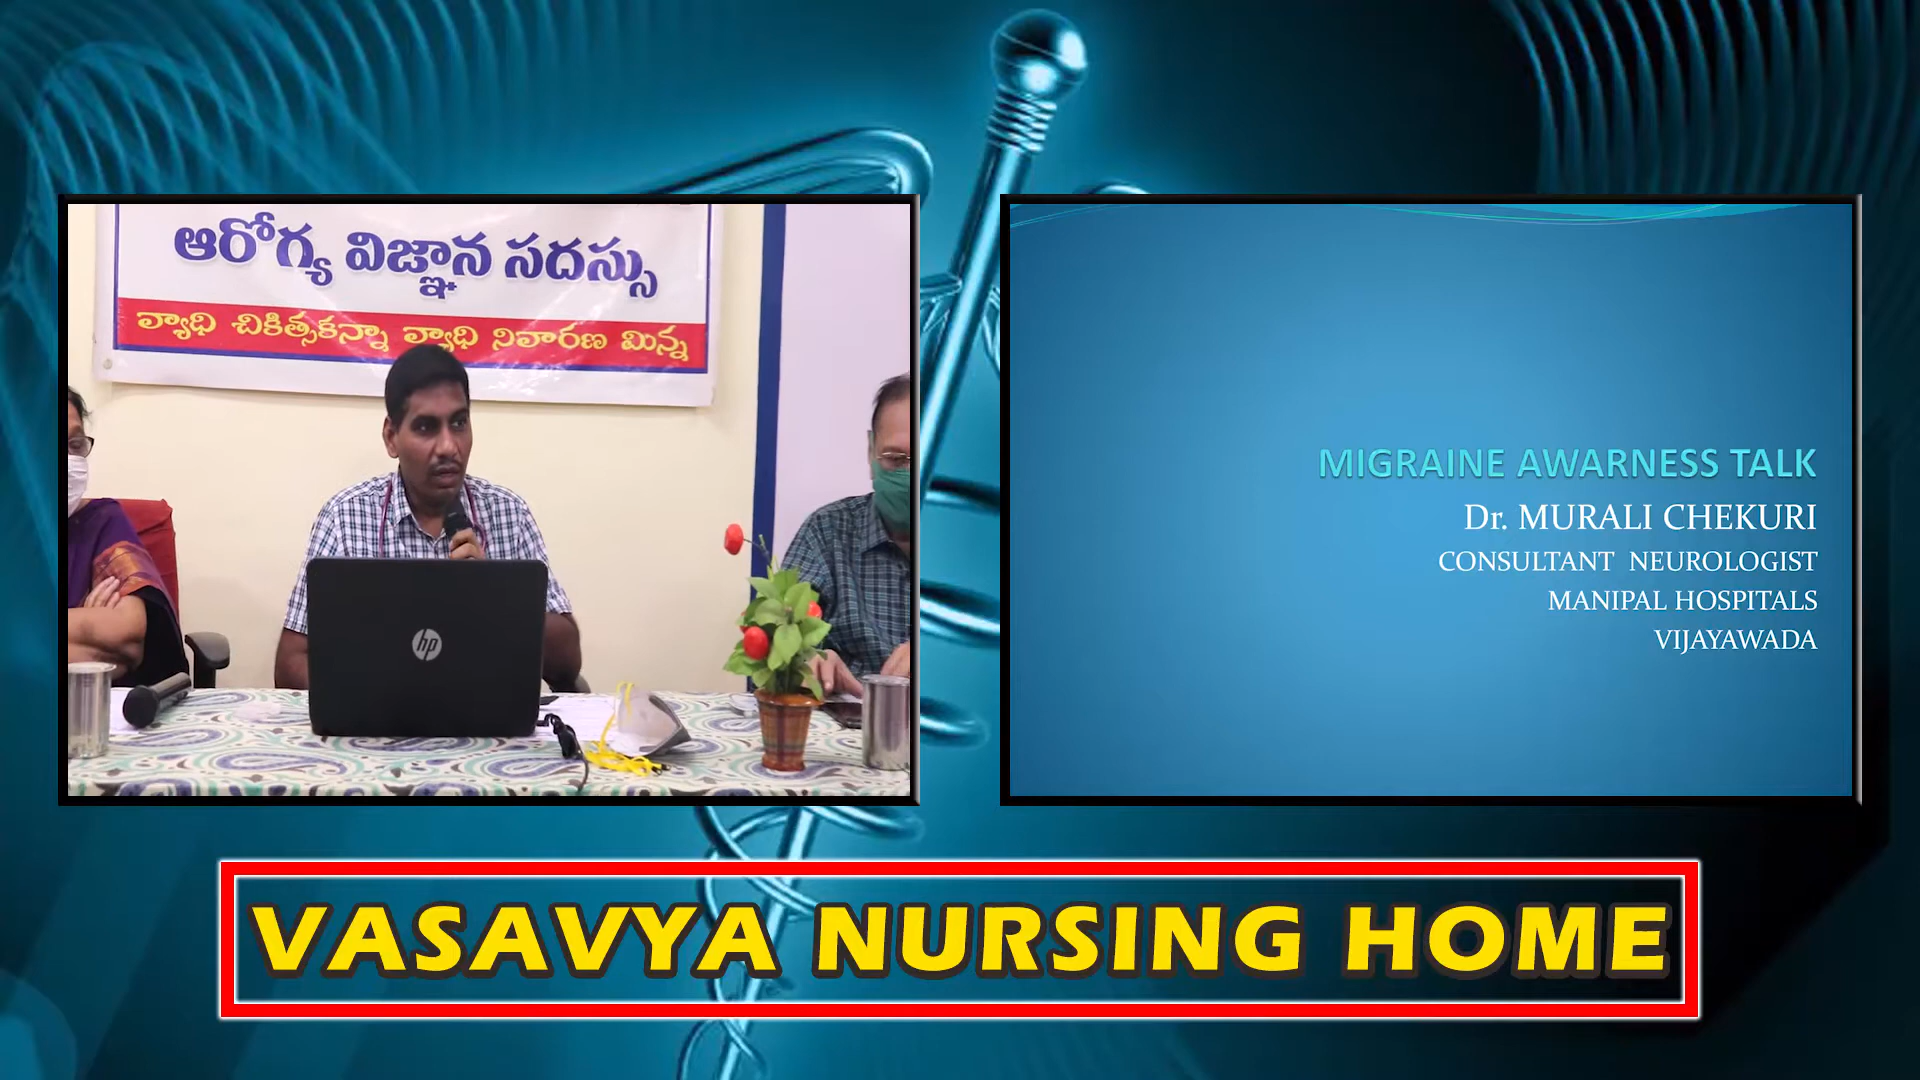 ఆరోగ్య విజ్ఞాన సదస్సు
వ్యాధి చికిత్సకన్నా వ్యాధి నివారణ మిన్న
hp
MIGRAINE AWARNESS TALK
Dr. MURALI CHEKURI
CONSULTANT NEUROLOGIST
MANIPAL HOSPITALS
VIJAYAWADA
VASAVYA NURSING HOME